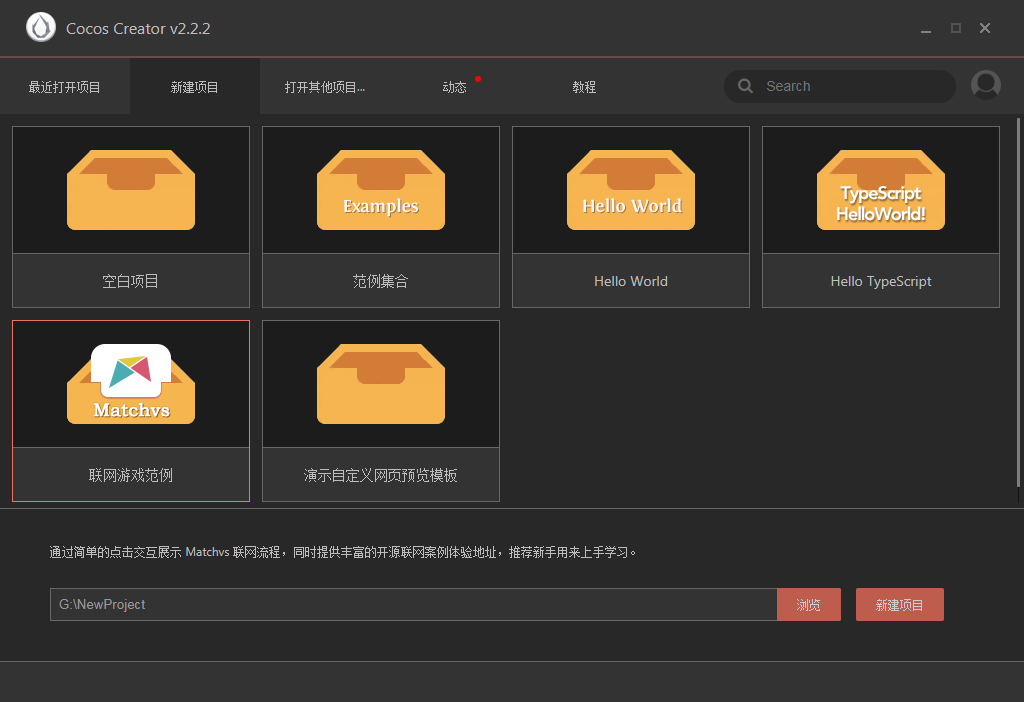 Cocos Creator v2.2.2
最近打开项目
新建项目
打开其他项目...
动态
教程
Search
Examples
Hello World
TypeScript
HelloWorld!
空白项目
范例集合
Hello World
Hello TypeScript
Matchvs
联网游戏范例
演示自定义网页预览模板
通过简单的点击交互展示 Matchvs 联网流程，同时提供丰富的开源联网案例体验地址，推荐新手用来上手学习。
G:\NewProject
浏览
新建项目